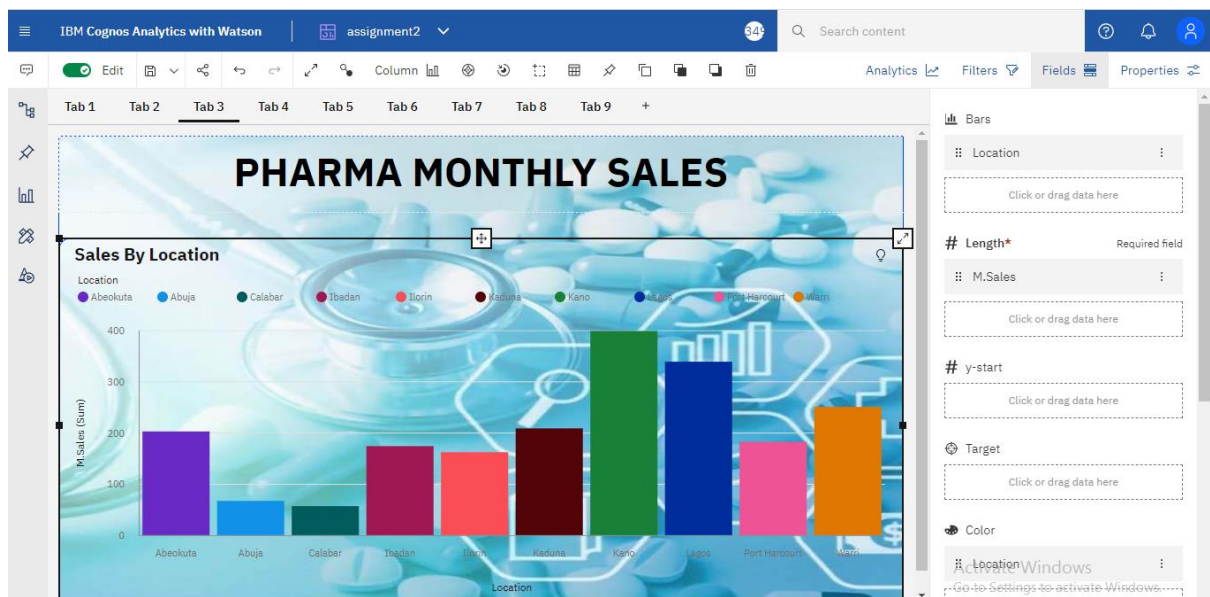 IBM Cognos Analytics with Watson
assignment2
Search content
Edit
Column
Analytics
Filters
Fields
Properties
Tab 1 Tab 2 Tab 3 Tab 4 Tab 5 Tab 6 Tab 7 Tab 8 Tab 9 +
PHARMA MONTHLY SALES
Sales By Location
Location
Abeokuta Abuja Calabar Ibadan Ilorin Kaduna Kano Lagos Port Harcourt Warri
400
300
200
100
0
M.Sales (Sum)
Abeokuta Abuja Calabar Ibadan Ilorin Kaduna Kano Lagos Port Harcourt Warri
Location
Bars
Location
Click or drag data here
# Length* Required field
M.Sales
Click or drag data here
# y-start
Click or drag data here
Target
Click or drag data here
Color
Location
Activate Windows
Go to Settings to activate Windows.